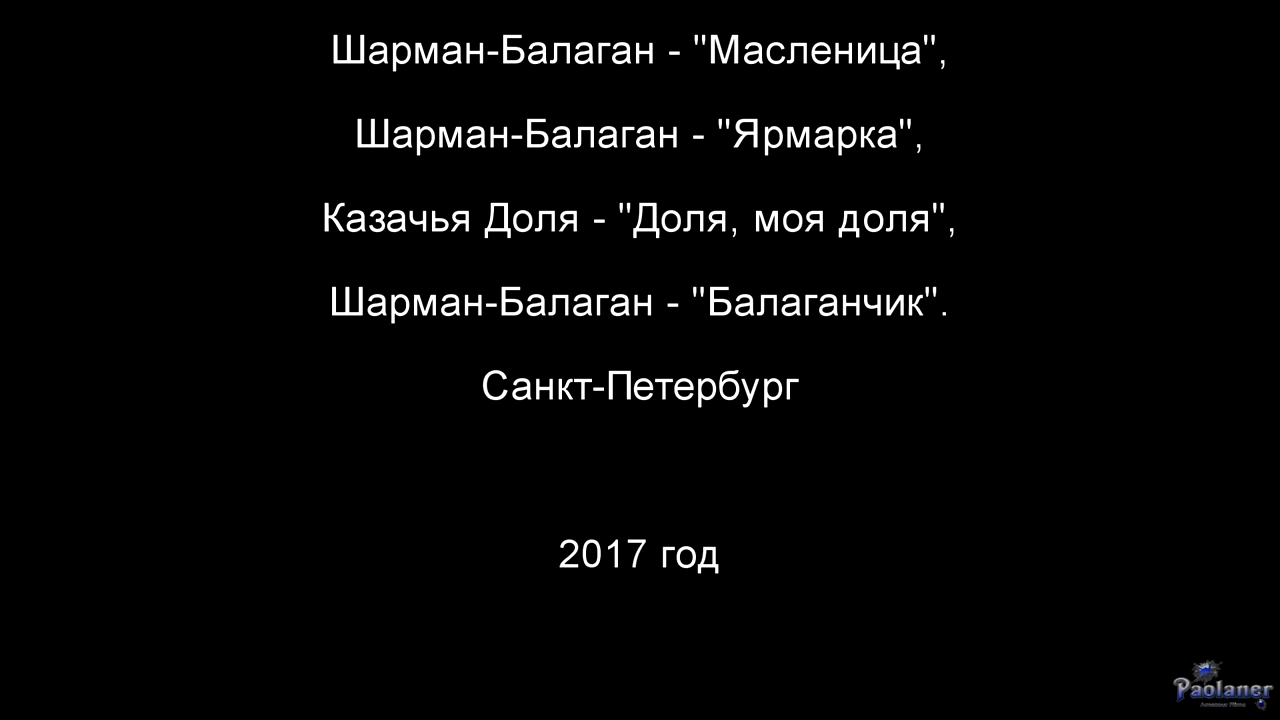 Шарман-Балаган - "Масленица",
Шарман-Балаган - "Ярмарка",
Казачья Доля - "Доля, моя доля",
Шарман-Балаган - "Балаганчик".
Санкт-Петербург
2017 год
Paolaner